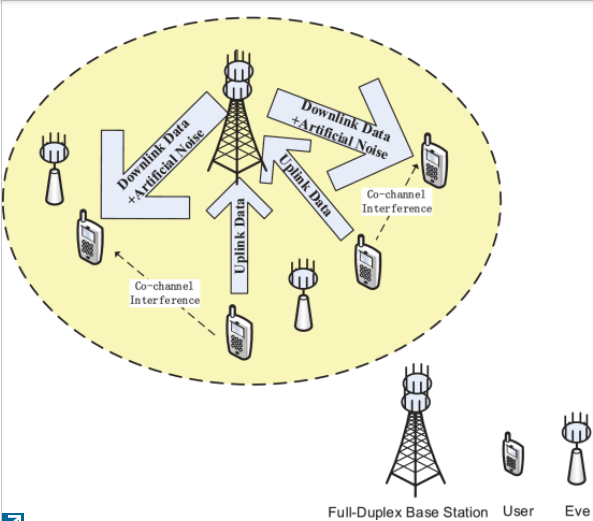 Downlink Data
+Artificial Noise
Downlink Data
+Artificial Noise
Uplink Data
Co-channel
Interference
Uplink Data
Co-channel
Interference
Full-Duplex Base Station
User
Eve